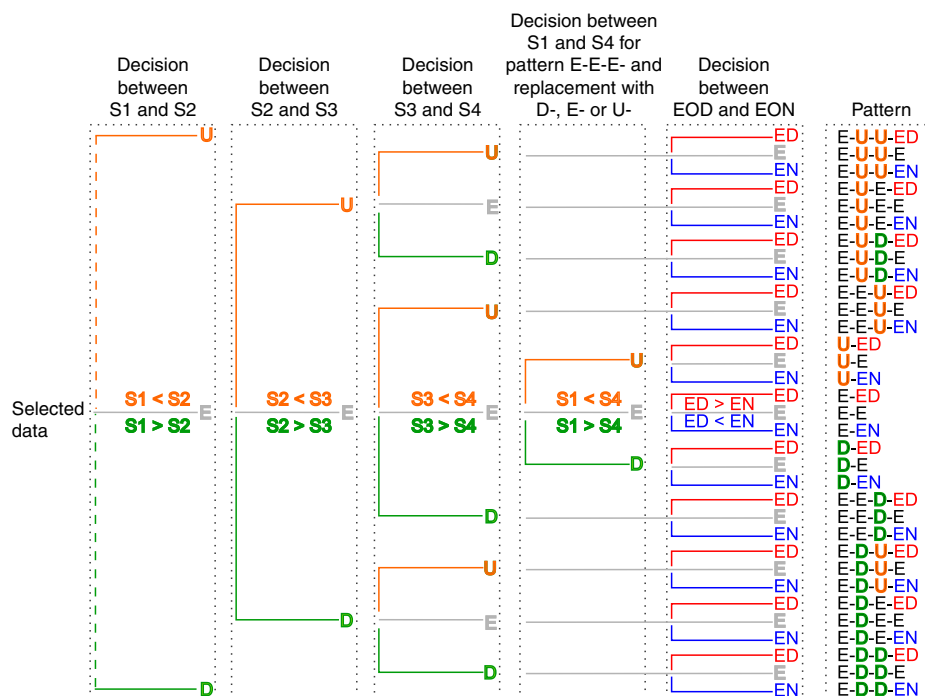 Decision between S1 and S2
Decision between S2 and S3
Decision between S3 and S4
Decision between S1 and S4 for pattern E-E-E- and replacement with D-, E- or U-
Decision between EOD and EON
Pattern
Selected data
U
S1 < S2
E
S1 > S2
D
U
S2 < S3
E
S2 > S3
D
U
E
D
U
S3 < S4
E
S3 > S4
D
U
E
D
U
S1 < S4
E
S1 > S4
D
ED
E
EN
ED
E
EN
ED
E
EN
ED
E
EN
ED
E
EN
ED
ED > EN
E
ED < EN
EN
ED
E
EN
ED
E
EN
ED
E
EN
ED
E
EN
ED
E
EN
E-U-U-ED
E-U-U-E
E-U-U-EN
E-U-E-ED
E-U-E-E
E-U-E-EN
E-U-D-ED
E-U-D-E
E-U-D-EN
E-E-U-ED
E-E-U-E
E-E-U-EN
U-ED
U-E
U-EN
E-ED
E-E
E-EN
D-ED
D-E
D-EN
E-E-D-ED
E-E-D-E
E-E-D-EN
E-D-U-ED
E-D-U-E
E-D-U-EN
E-D-E-ED
E-D-E-E
E-D-E-EN
E-D-D-ED
E-D-D-E
E-D-D-EN